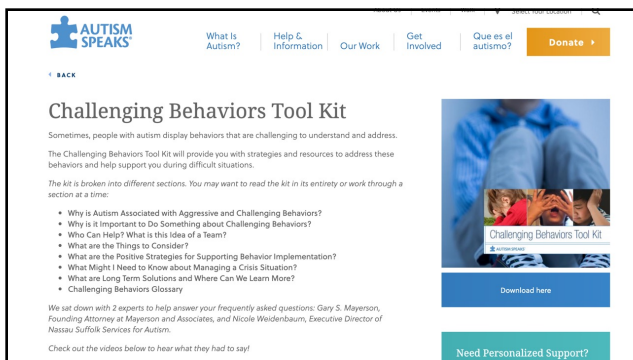 Select Your Location
AUTISM
SPEAKS®
What Is
Autism?
Help &
Information
Our Work
Get
Involved
Que es el
autismo?
Donate
BACK
Challenging Behaviors Tool Kit
Sometimes, people with autism display behaviors that are challenging to understand and address.
The Challenging Behaviors Tool Kit will provide you with strategies and resources to address these
behaviors and help support you during difficult situations.
The kit is broken into different sections. You may want to read the kit in its entirety or work through a
section at a time:
• Why is Autism Associated with Aggressive and Challenging Behaviors?
• Why is it Important to Do Something about Challenging Behaviors?
• Who Can Help? What is this Idea of a Team?
• What are the Things to Consider?
• What are the Positive Strategies for Supporting Behavior Implementation?
• What Might I Need to Know about Managing a Crisis Situation?
• What are Long Term Solutions and Where Can We Learn More?
• Challenging Behaviors Glossary
We sat down with 2 experts to help answer your frequently asked questions: Gary S. Mayerson,
Founding Attorney at Mayerson and Associates, and Nicole Weidenbaum, Executive Director of
Nassau Suffolk Services for Autism.
Check out the videos below to hear what they had to say!
Challenging Behaviors Tool Kit
AUTISM SPEAKS
Download here
Need Personalized Support?